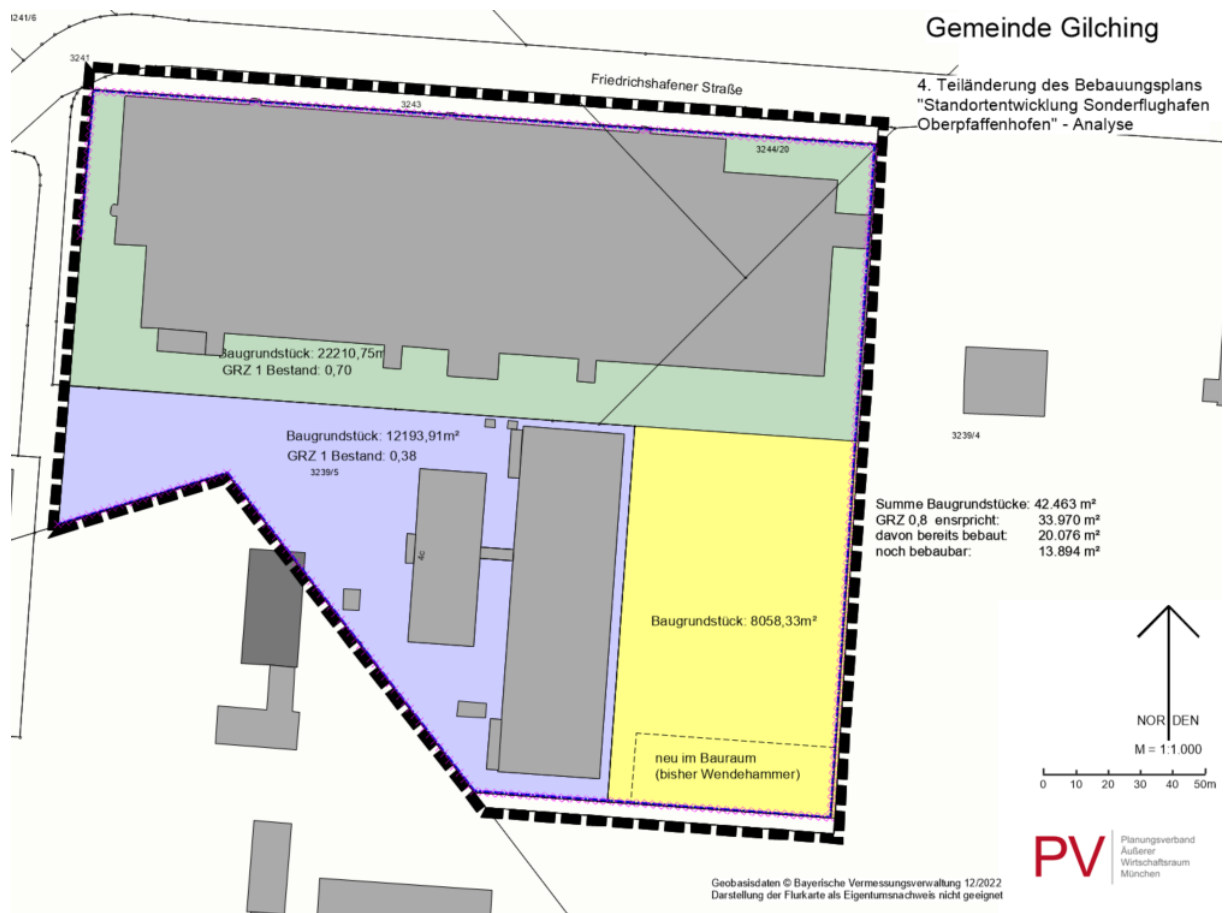 3241/6
Gemeinde Gilching
3241
Friedrichshafener Straße
4. Teiländerung des Bebauungsplans
"Standortentwicklung Sonderflughafen
Oberpfaffenhofen" - Analyse
3243
3244/20
Baugrundstück: 22210,75m
GRZ 1 Bestand: 0,70
Baugrundstück: 12193,91m²
GRZ 1 Bestand: 0,38
3239/5
3239/4
4c
Summe Baugrundstücke: 42.463 m²
GRZ 0,8 ensrpricht: 33.970 m²
davon bereits bebaut: 20.076 m²
noch bebaubar: 13.894 m²
Baugrundstück: 8058,33m²
neu im Bauraum
(bisher Wendehammer)
NORDEN
M = 1:1.000
0 10 20 30 40 50m
PV
Planungsverband
Äußerer
Wirtschaftsraum
München
Geobasisdaten © Bayerische Vermessungsverwaltung 12/2022
Darstellung der Flurkarte als Eigentumsnachweis nicht geeignet